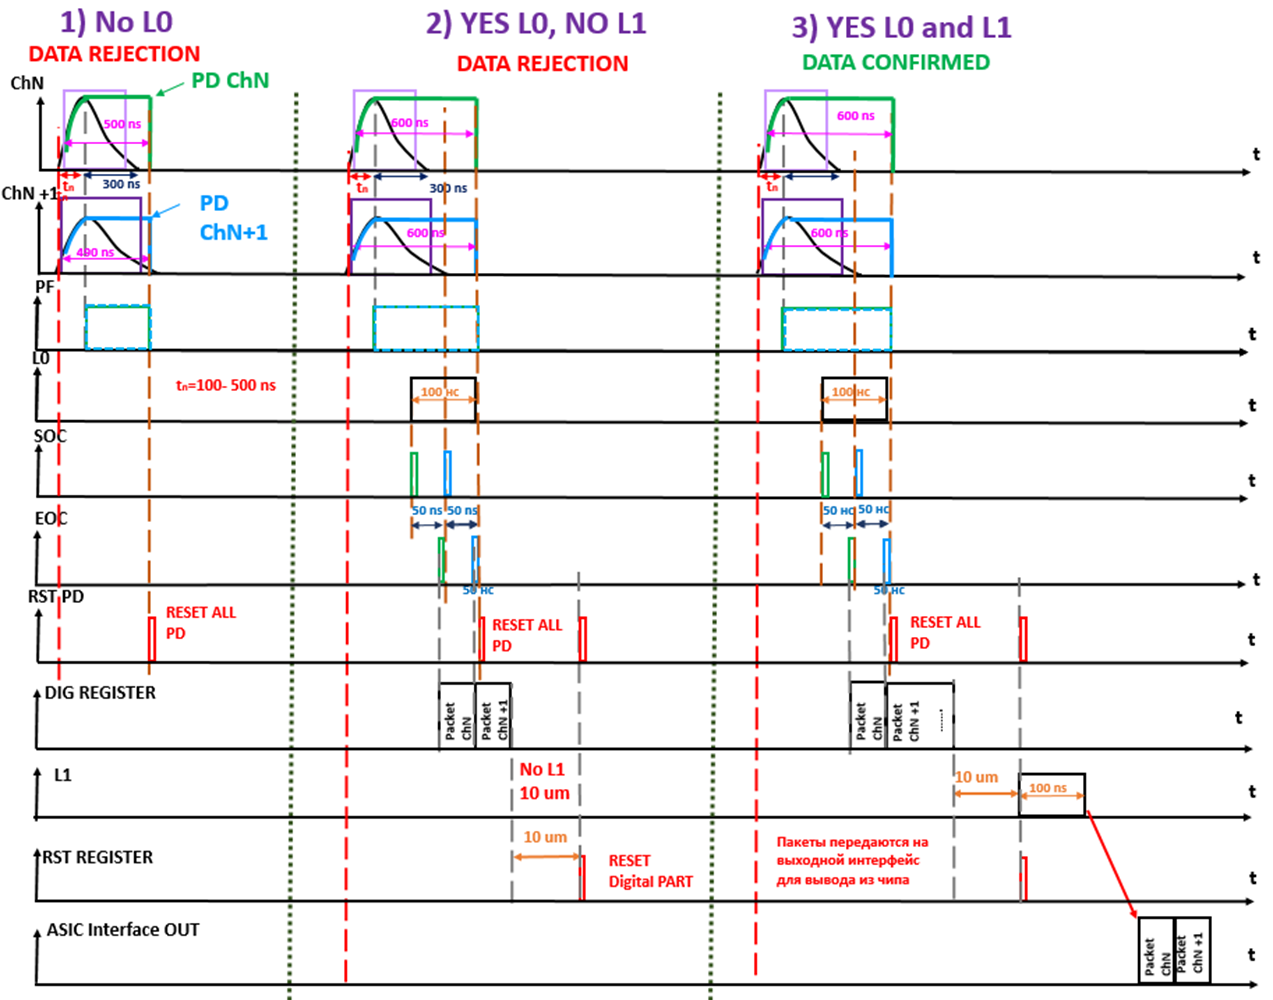 1) No L0
2) YES L0, NO L1
3) YES L0 and L1
DATA REJECTION
DATA REJECTION
DATA CONFIRMED
ChN
PD ChN
500 ns
600 ns
600 ns
t
tₙ
300 ns
tₙ
300 ns
tₙ
ChN +1
PD
ChN+1
490 ns
600 ns
600 ns
t
PF
t
L0
tₙ=100- 500 ns
100 нс
100 нс
t
SOC
t
50 ns
50 ns
50 нс
50 нс
EOC
t
50 нс
50 нс
RST PD
RESET ALL
PD
RESET ALL
PD
RESET ALL
PD
t
DIG REGISTER
Packet
ChN
Packet
ChN +1
Packet
ChN
Packet
ChN +1
......
t
L1
No L1
10 um
10 um
100 ns
t
RST REGISTER
10 um
RESET
Digital PART
Пакеты передаются на
выходной интерфейс
для вывода из чипа
t
ASIC Interface OUT
Packet
ChN
Packet
ChN +1
t